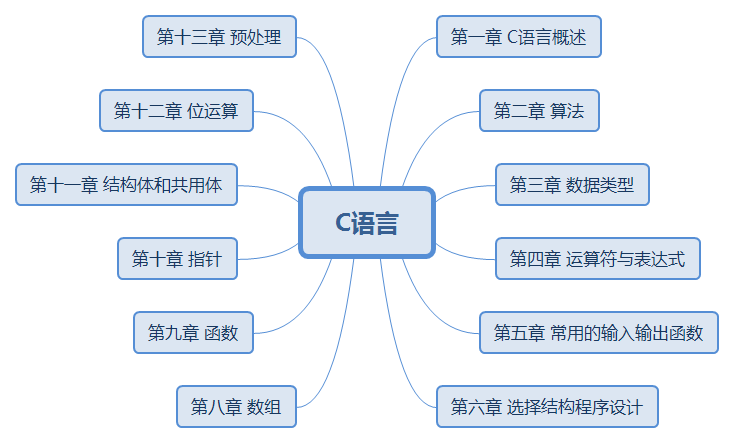 C语言
第一章 C语言概述
第二章 算法
第三章 数据类型
第四章 运算符与表达式
第五章 常用的输入输出函数
第六章 选择结构程序设计
第八章 数组
第九章 函数
第十章 指针
第十一章 结构体和共用体
第十二章 位运算
第十三章 预处理